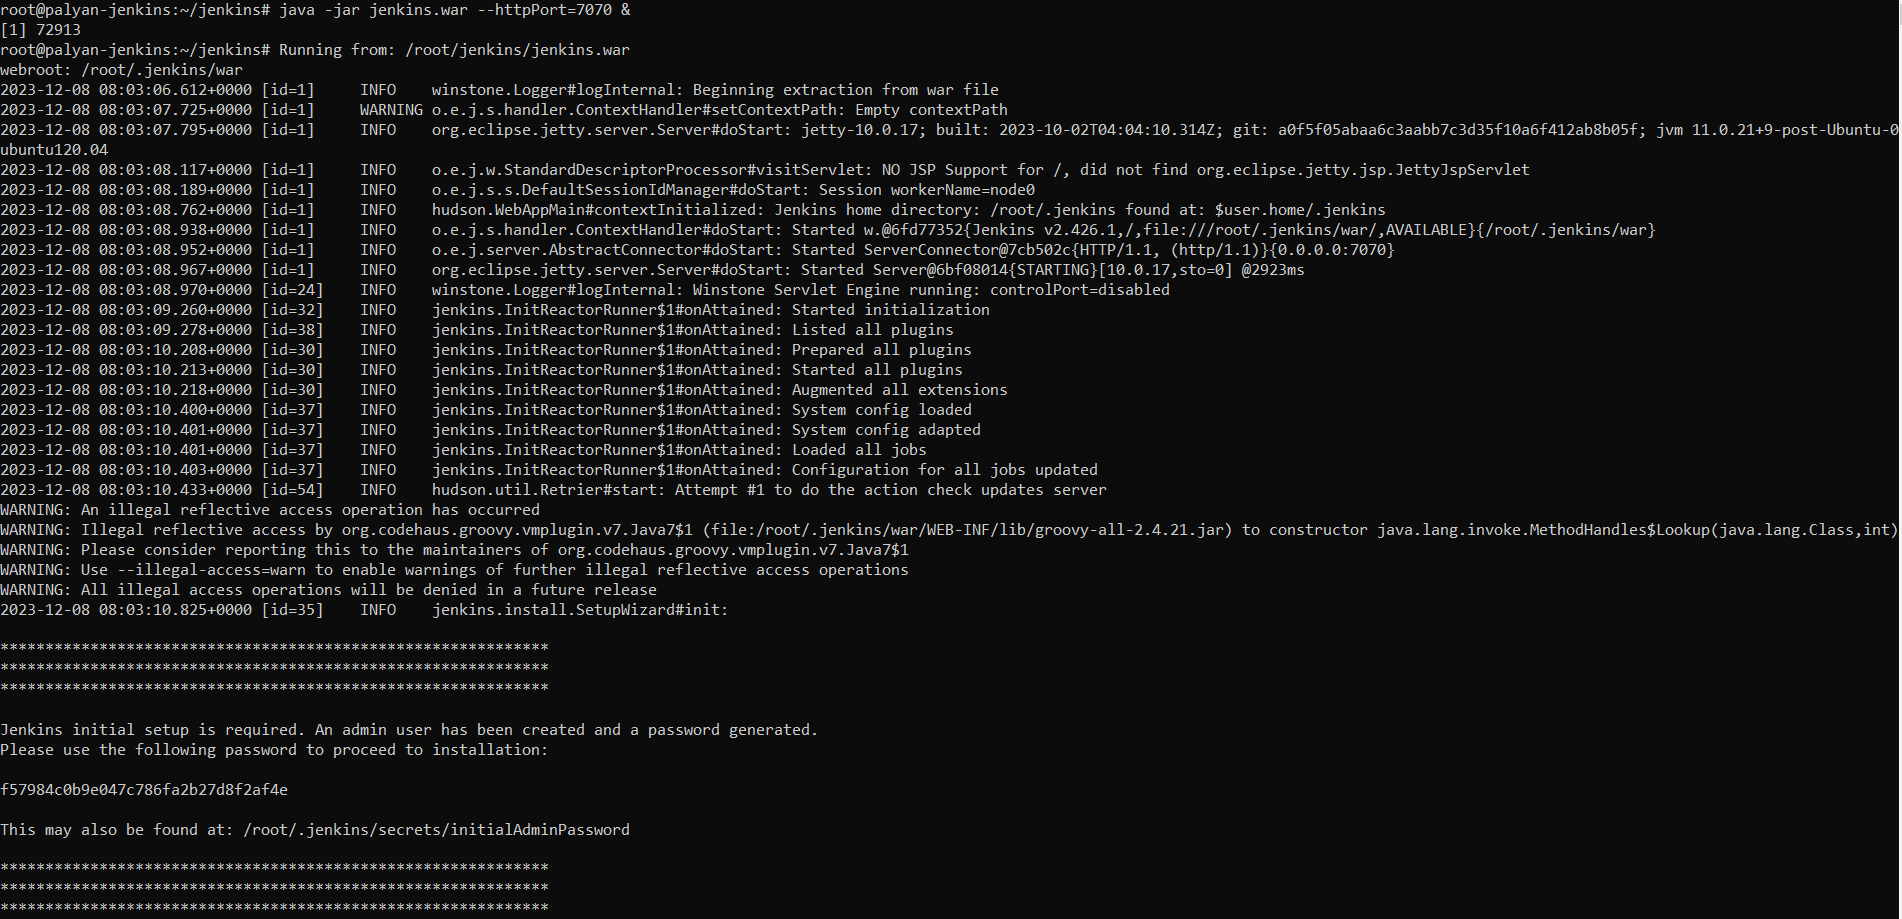 root@palyan-jenkins:~/jenkins# java -jar jenkins.war --httpPort=7070 &
[1] 72913
root@palyan-jenkins:~/jenkins# Running from: /root/jenkins/jenkins.war
webroot: /root/.jenkins/war
2023-12-08 08:03:06.612+0000 [id=1]     INFO    winstone.Logger#logInternal: Beginning extraction from war file
2023-12-08 08:03:07.725+0000 [id=1]     WARNING o.e.j.s.handler.ContextHandler#setContextPath: Empty contextPath
2023-12-08 08:03:07.795+0000 [id=1]     INFO    org.eclipse.jetty.server.Server#doStart: jetty-10.0.17; built: 2023-10-02T04:04:10.314Z; git: a0f5f05abaa6c3aabb7c3d35f10a6f412ab8b05f; jvm 11.0.21+9-post-Ubuntu-0
ubuntu120.04
2023-12-08 08:03:08.117+0000 [id=1]     INFO    o.e.j.w.StandardDescriptorProcessor#visitServlet: NO JSP Support for /, did not find org.eclipse.jetty.jsp.JettyJspServlet
2023-12-08 08:03:08.189+0000 [id=1]     INFO    o.e.j.s.s.DefaultSessionIdManager#doStart: Session workerName=node0
2023-12-08 08:03:08.762+0000 [id=1]     INFO    hudson.WebAppMain#contextInitialized: Jenkins home directory: /root/.jenkins found at: $user.home/.jenkins
2023-12-08 08:03:08.938+0000 [id=1]     INFO    o.e.j.s.handler.ContextHandler#doStart: Started w.@6fd77352{Jenkins v2.426.1,/,file:///root/.jenkins/war/,AVAILABLE}{/root/.jenkins/war}
2023-12-08 08:03:08.952+0000 [id=1]     INFO    o.e.j.server.AbstractConnector#doStart: Started ServerConnector@7cb502c{HTTP/1.1, (http/1.1)}{0.0.0.0:7070}
2023-12-08 08:03:08.967+0000 [id=1]     INFO    org.eclipse.jetty.server.Server#doStart: Started Server@6bf08014{STARTING}[10.0.17,sto=0] @2923ms
2023-12-08 08:03:08.970+0000 [id=24]    INFO    winstone.Logger#logInternal: Winstone Servlet Engine running: controlPort=disabled
2023-12-08 08:03:09.260+0000 [id=32]    INFO    jenkins.InitReactorRunner$1#onAttained: Started initialization
2023-12-08 08:03:09.278+0000 [id=38]    INFO    jenkins.InitReactorRunner$1#onAttained: Listed all plugins
2023-12-08 08:03:10.208+0000 [id=30]    INFO    jenkins.InitReactorRunner$1#onAttained: Prepared all plugins
2023-12-08 08:03:10.213+0000 [id=30]    INFO    jenkins.InitReactorRunner$1#onAttained: Started all plugins
2023-12-08 08:03:10.218+0000 [id=30]    INFO    jenkins.InitReactorRunner$1#onAttained: Augmented all extensions
2023-12-08 08:03:10.400+0000 [id=37]    INFO    jenkins.InitReactorRunner$1#onAttained: System config loaded
2023-12-08 08:03:10.401+0000 [id=37]    INFO    jenkins.InitReactorRunner$1#onAttained: System config adapted
2023-12-08 08:03:10.401+0000 [id=37]    INFO    jenkins.InitReactorRunner$1#onAttained: Loaded all jobs
2023-12-08 08:03:10.403+0000 [id=37]    INFO    jenkins.InitReactorRunner$1#onAttained: Configuration for all jobs updated
2023-12-08 08:03:10.433+0000 [id=54]    INFO    hudson.util.Retrier#start: Attempt #1 to do the action check updates server
WARNING: An illegal reflective access operation has occurred
WARNING: Illegal reflective access by org.codehaus.groovy.vmplugin.v7.Java7$1 (file:/root/.jenkins/war/WEB-INF/lib/groovy-all-2.4.21.jar) to constructor java.lang.invoke.MethodHandles$Lookup(java.lang.Class,int)
WARNING: Please consider reporting this to the maintainers of org.codehaus.groovy.vmplugin.v7.Java7$1
WARNING: Use --illegal-access=warn to enable warnings of further illegal reflective access operations
WARNING: All illegal access operations will be denied in a future release
2023-12-08 08:03:10.825+0000 [id=35]    INFO    jenkins.install.SetupWizard#init:

*************************************************************
*************************************************************
*************************************************************

Jenkins initial setup is required. An admin user has been created and a password generated.
Please use the following password to proceed to installation:

f57984c0b9e047c786fa2b27d8f2af4e

This may also be found at: /root/.jenkins/secrets/initialAdminPassword

*************************************************************
*************************************************************
*************************************************************